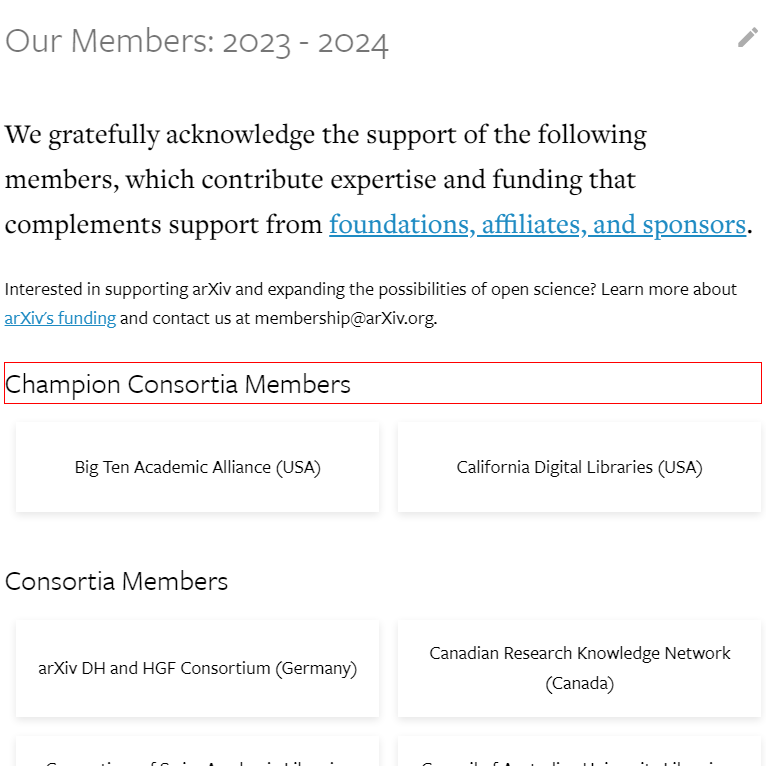 Our Members: 2023 - 2024
We gratefully acknowledge the support of the following
members, which contribute expertise and funding that
complements support from foundations, affiliates, and sponsors.
Interested in supporting arXiv and expanding the possibilities of open science? Learn more about
arXiv's funding and contact us at membership@arXiv.org.
Champion Consortia Members
Big Ten Academic Alliance (USA)
California Digital Libraries (USA)
Consortia Members
arXiv DH and HGF Consortium (Germany)
Canadian Research Knowledge Network
(Canada)